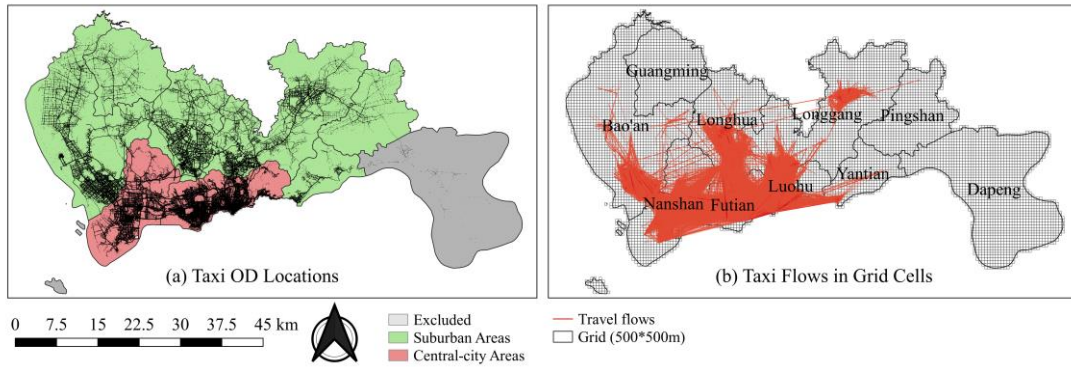 Guangming
Bao'an
Longhua
Longgang
Pingshan
Luohu
Yantian
Nanshan
Futian
Dapeng
(a) Taxi OD Locations
(b) Taxi Flows in Grid Cells
0 7.5 15 22.5 30 37.5 45 km
Excluded
Suburban Areas
Central-city Areas
Travel flows
Grid (500*500m)